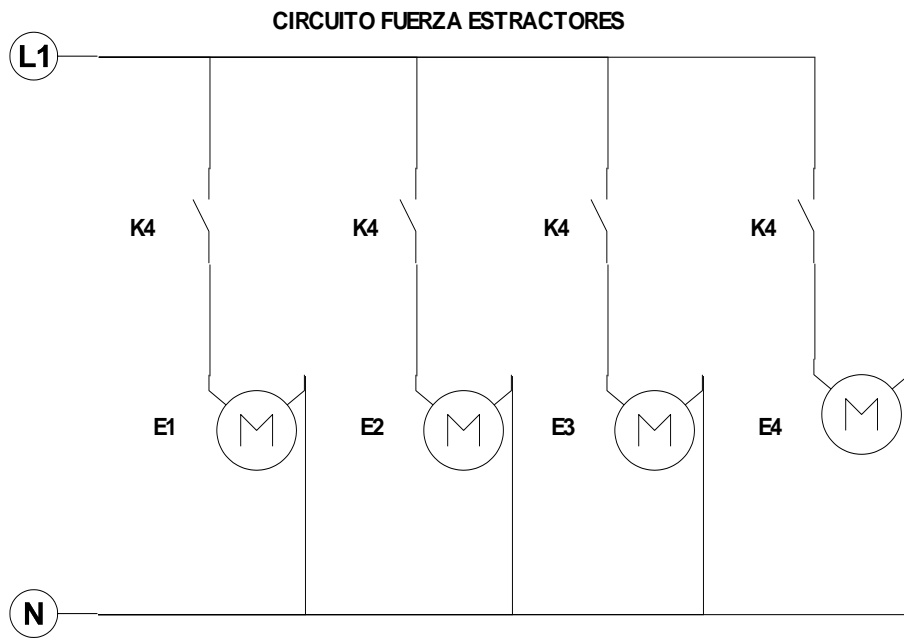 CIRCUITO FUERZA ESTRACTORES
L1
K4 K4 K4 K4
E1 M E2 M E3 M E4 M
N